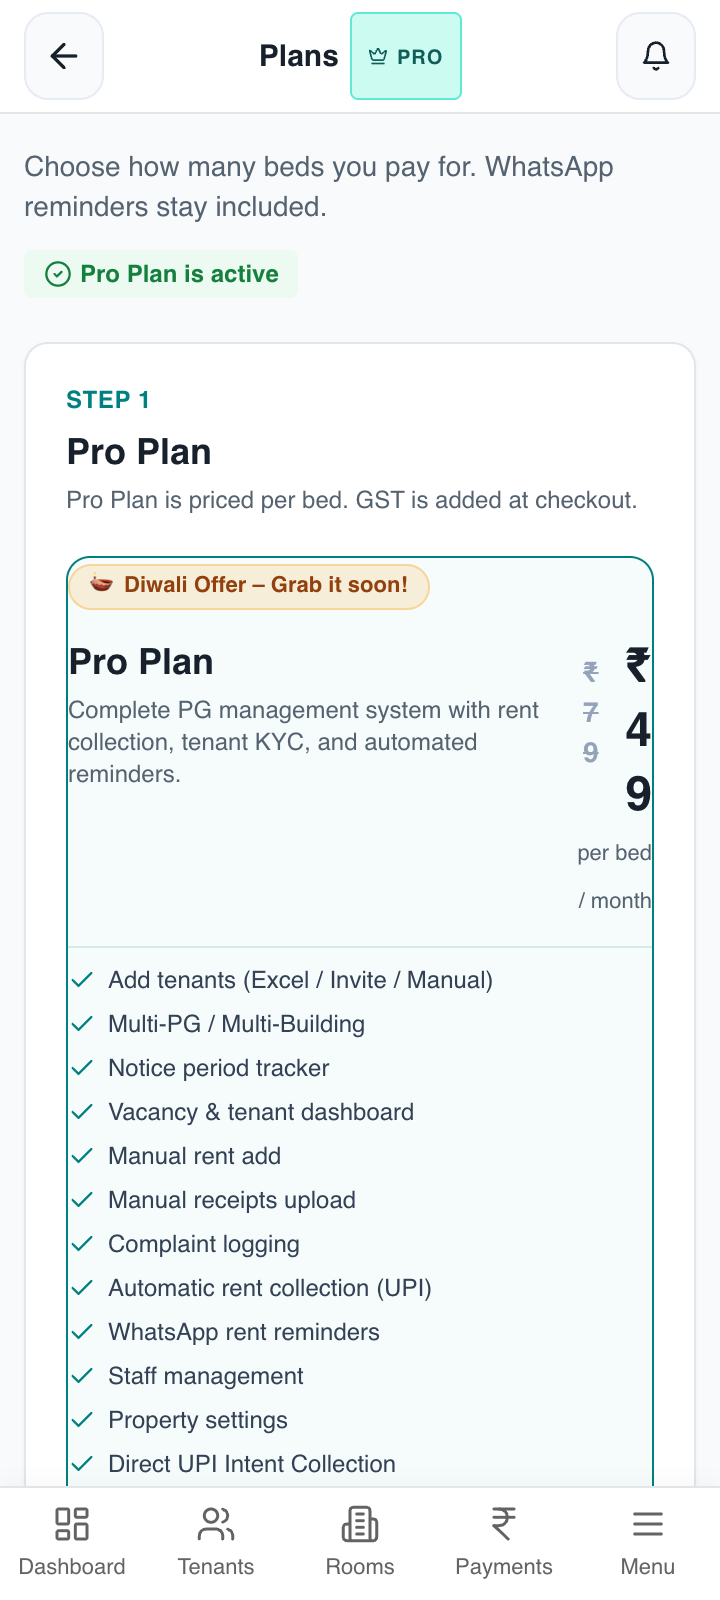 Plans
PRO
Choose how many beds you pay for. WhatsApp
reminders stay included.
Pro Plan is active
STEP 1
Pro Plan
Pro Plan is priced per bed. GST is added at checkout.
Diwali Offer – Grab it soon!
Pro Plan
Complete PG management system with rent
collection, tenant KYC, and automated
reminders.
₹
7
9
₹
4
9
per bed
/ month
Add tenants (Excel / Invite / Manual)
Multi-PG / Multi-Building
Notice period tracker
Vacancy & tenant dashboard
Manual rent add
Manual receipts upload
Complaint logging
Automatic rent collection (UPI)
WhatsApp rent reminders
Staff management
Property settings
Direct UPI Intent Collection
Dashboard
Tenants
Rooms
Payments
Menu